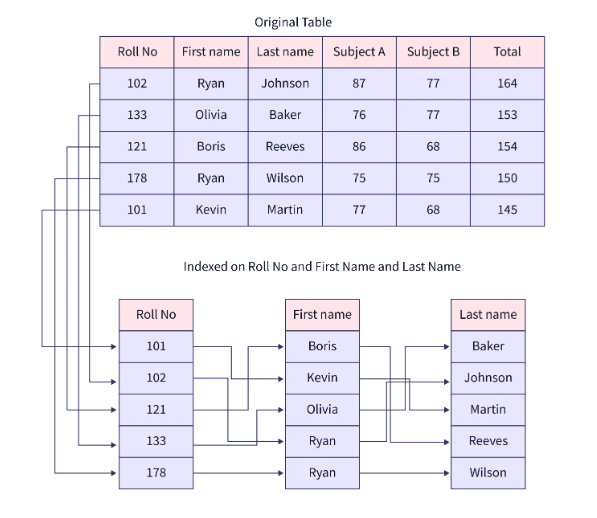 Original Table
Roll No First name Last name Subject A Subject B Total
102 Ryan Johnson 87 77 164
133 Olivia Baker 76 77 153
121 Boris Reeves 86 68 154
178 Ryan Wilson 75 75 150
101 Kevin Martin 77 68 145
Indexed on Roll No and First Name and Last Name
Roll No First name Last name
101 Boris Baker
102 Kevin Johnson
121 Olivia Martin
133 Ryan Reeves
178 Ryan Wilson